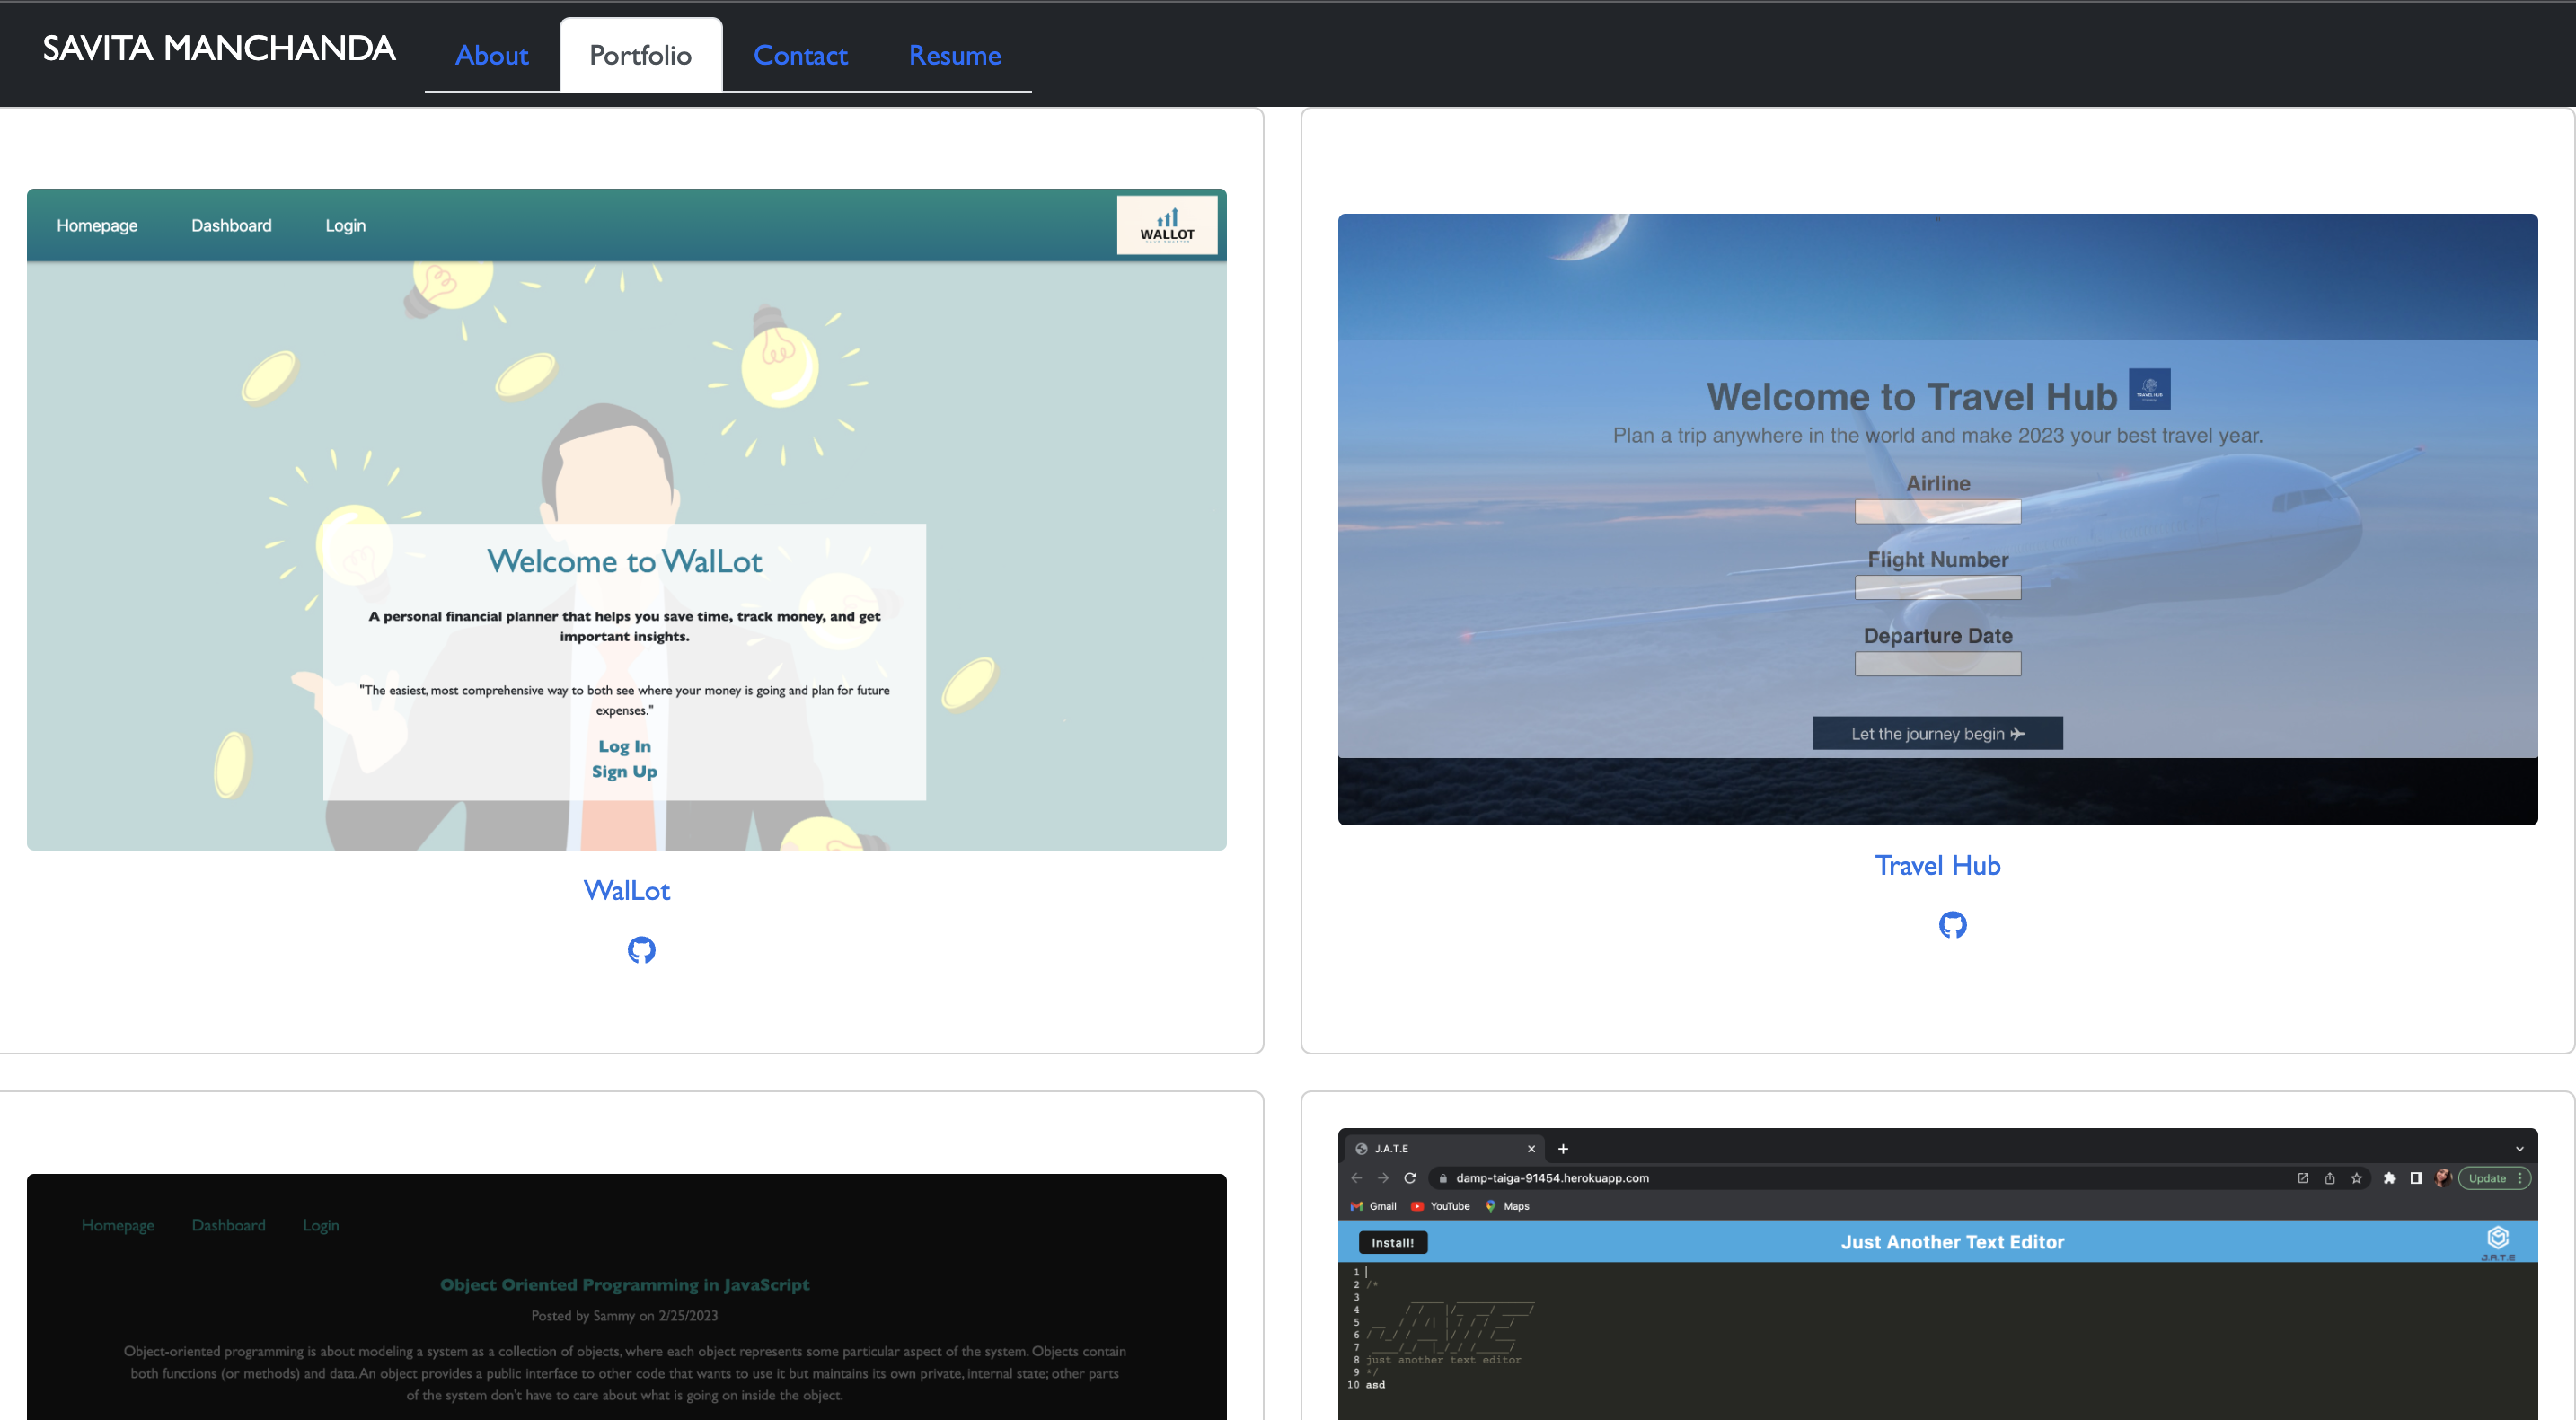 SAVITA MANCHANDA
About
Portfolio
Contact
Resume
Homepage
Dashboard
Login
WALLOT
Welcome to WalLot
A personal financial planner that helps you save time, track money, and get
important insights.
"The easiest, most comprehensive way to both see where your money is going and plan for future
expenses."
Log In
Sign Up
WalLot
Welcome to Travel Hub
TRAVEL HUB
Plan a trip anywhere in the world and make 2023 your best travel year.
Airline
Flight Number
Departure Date
Let the journey begin
Travel Hub
Homepage
Dashboard
Login
Object Oriented Programming in JavaScript
Posted by Sammy on 2/25/2023
Object-oriented programming is about modeling a system as a collection of objects, where each object represents some particular aspect of the system. Objects contain
both functions (or methods) and data. An object provides a public interface to other code that wants to use it but maintains its own private, internal state; other parts
of the system don't have to care about what is going on inside the object.
J.A.T.E
damp-taiga-91454.herokuapp.com
Update
Gmail
YouTube
Maps
Install!
Just Another Text Editor
J.A.T.E
1
2 /*
3
4
5
6
7
8 just another text editor
9 */
10 asd